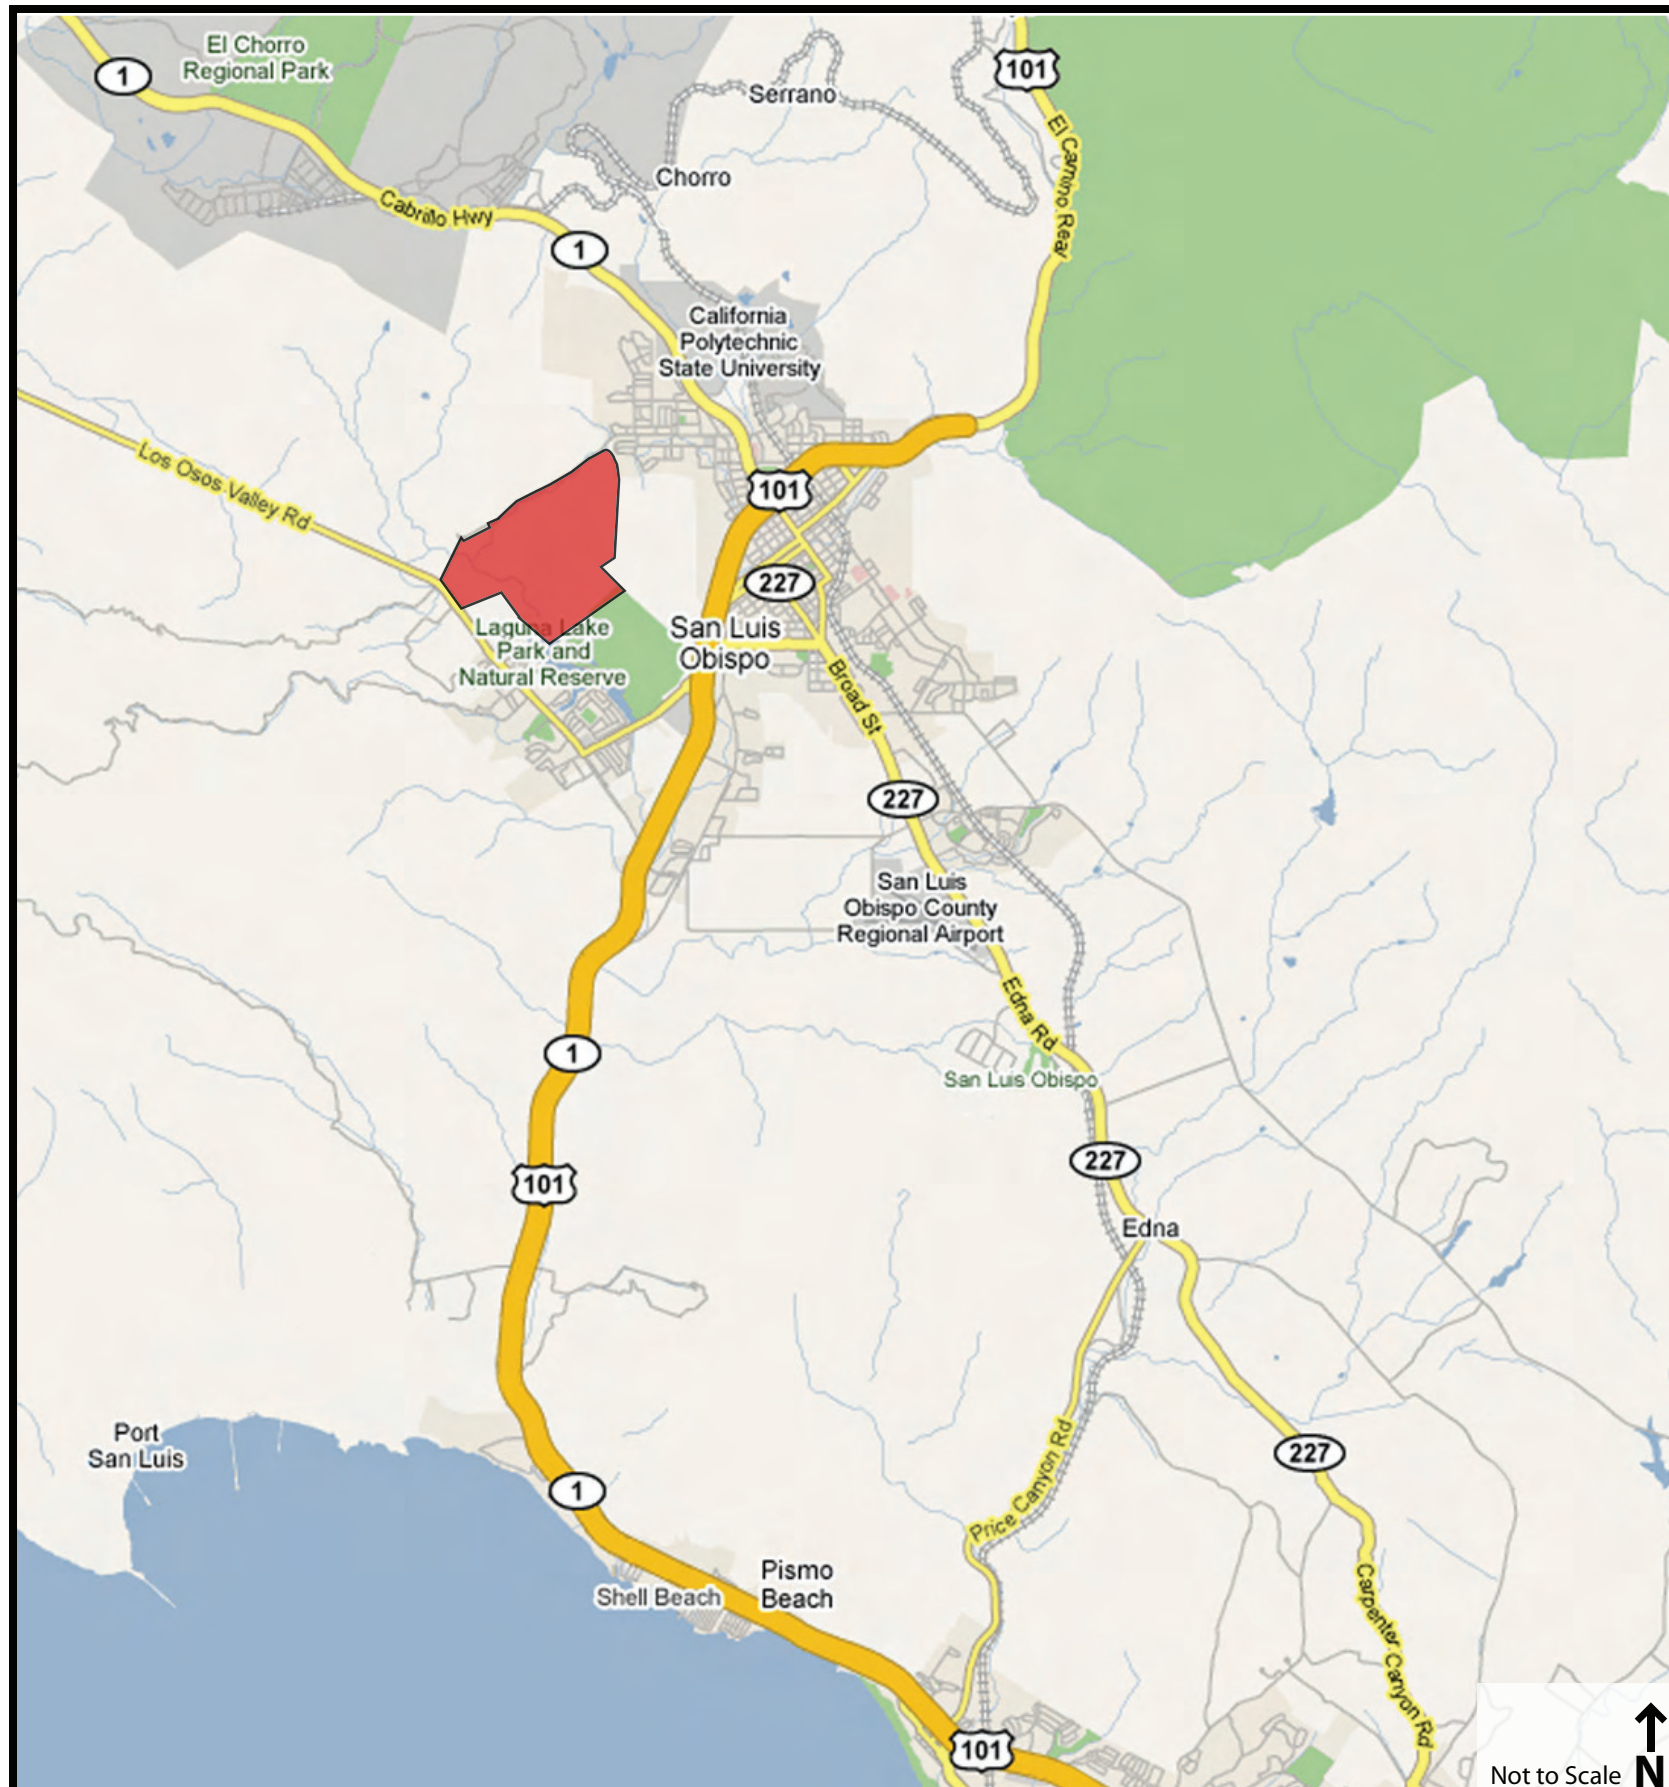 El Chorro
Regional Park
1
101
Serrano
El Camino Real
Chorro
Cabrillo Hwy
1
California
Polytechnic
State University
Los Osos Valley Rd
101
227
Laguna Lake
Park and
Natural Reserve
San Luis
Obispo
Broad St
227
San Luis
Obispo County
Regional Airport
Edna Rd
1
San Luis Obispo
227
101
Edna
Port
San Luis
Price Canyon Rd
227
1
Pismo
Beach
Shell Beach
Carpenter Canyon Rd
101
Not to Scale
N